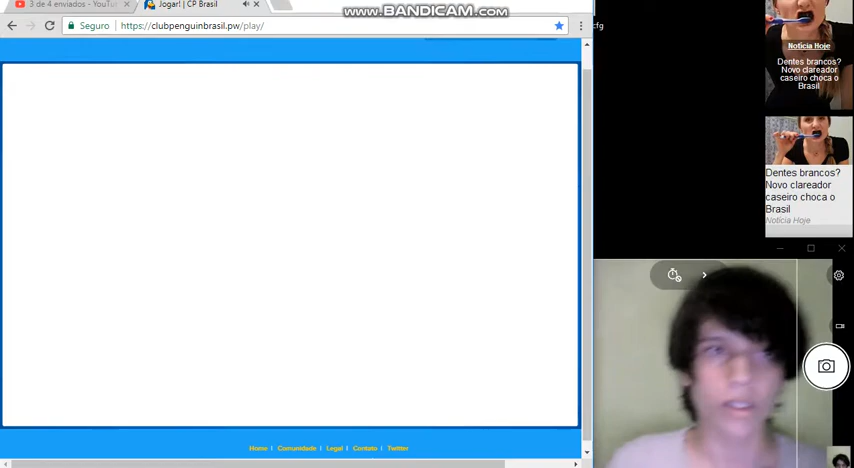 3 de 4 enviados - YouTu
Jogar! | CP Brasil
WWW.BANDICAM.COM
Seguro
https://clubpenguinbrasil.pw/play/
cfg
Notícia Hoje
Dentes brancos?
Novo clareador
caseiro choca o
Brasil
Dentes brancos?
Novo clareador
caseiro choca o
Brasil
Notícia Hoje
Home | Comunidade | Legal | Contato | Twitter